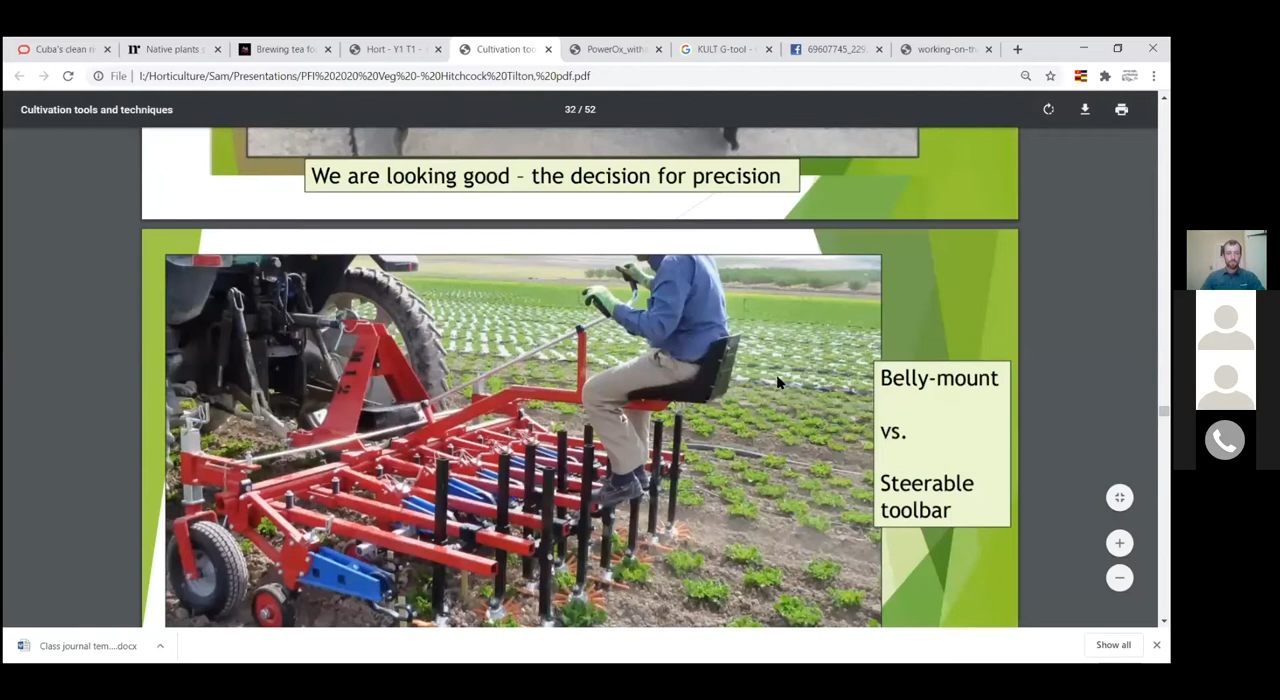 Cuba's clean
Native plants
Brewing tea fo
Hort - Y1 T1 -
Cultivation too
PowerOx_with
KULT G-tool -
69607745_229
working-on-th
File
I:/Horticulture/Sam/Presentations/PFI%202020%20Veg%20-%20Hitchcock%20Tilton,%20pdf.pdf
Cultivation tools and techniques
32 / 52
We are looking good – the decision for precision
Belly-mount
vs.
Steerable
toolbar
Class journal tem....docx
Show all